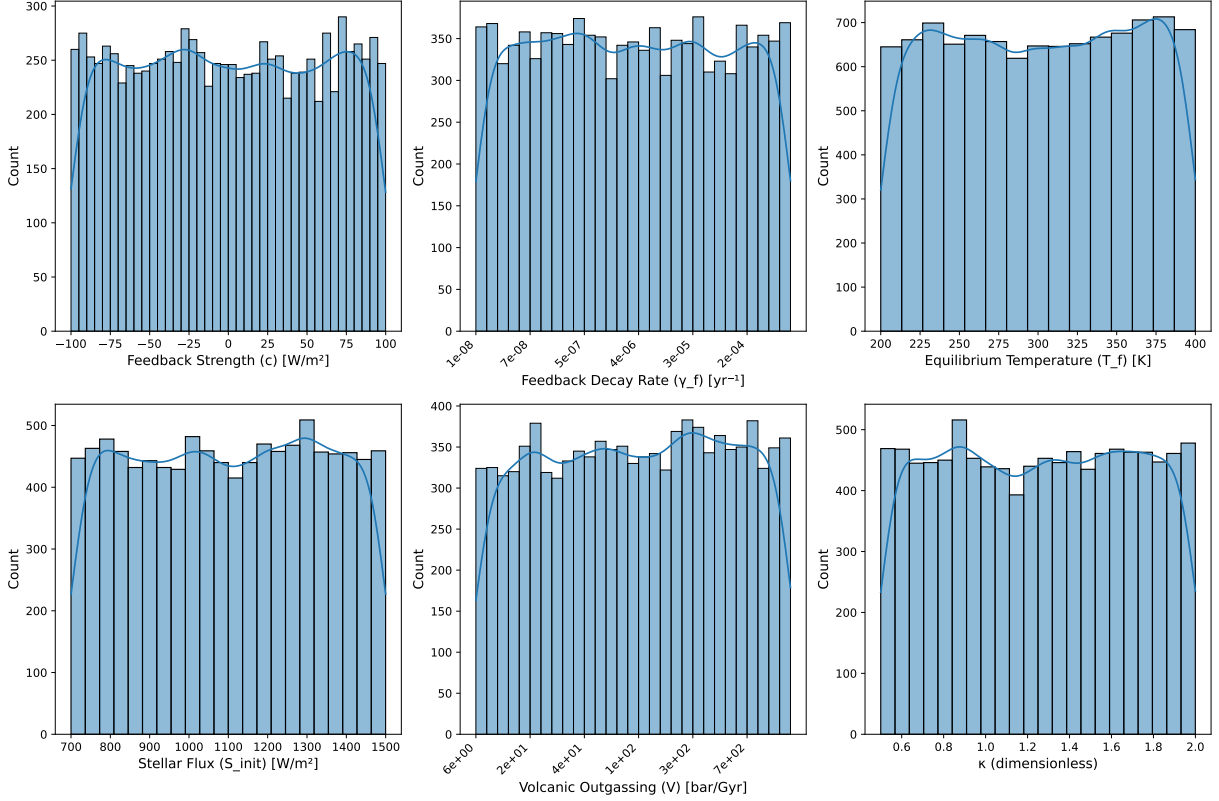 300
250
200
150
100
50
0
Count
−100 −75 −50 −25 0 25 50 75 100
Feedback Strength (c) [W/m²]
350
300
250
200
150
100
50
0
Count
1e-08 7e-08 5e-07 4e-06 3e-05 2e-04
Feedback Decay Rate (γ_f) [yr⁻¹]
700
600
500
400
300
200
100
0
Count
200 225 250 275 300 325 350 375 400
Equilibrium Temperature (T_f) [K]
500
400
300
200
100
0
Count
700 800 900 1000 1100 1200 1300 1400 1500
Stellar Flux (S_init) [W/m²]
400
350
300
250
200
150
100
50
0
Count
6e+00 2e+01 4e+01 1e+02 3e+02 7e+02
Volcanic Outgassing (V) [bar/Gyr]
500
400
300
200
100
0
Count
0.6 0.8 1.0 1.2 1.4 1.6 1.8 2.0
κ (dimensionless)